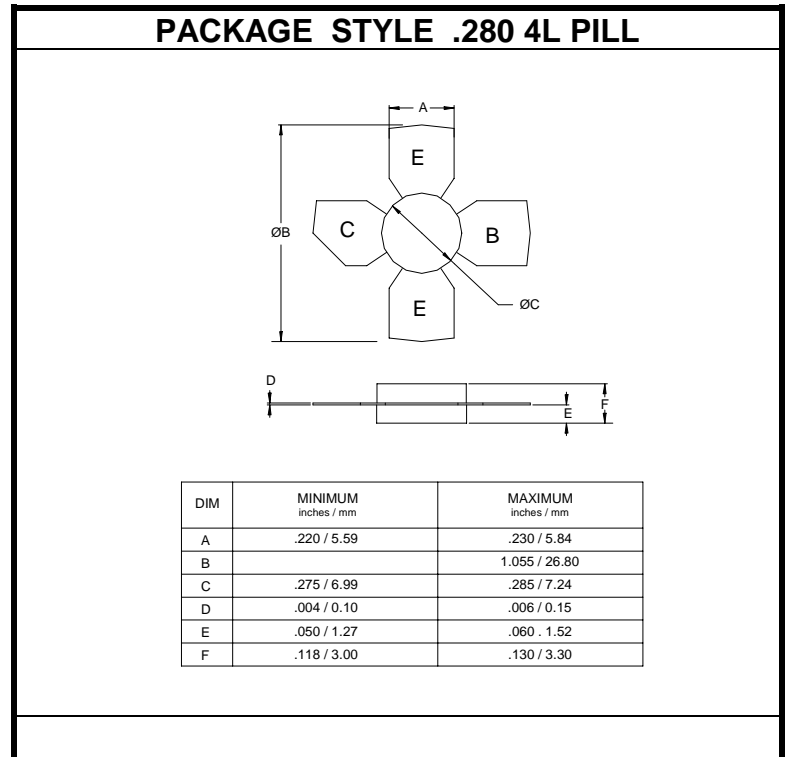 PACKAGE STYLE .280 4L PILL
A
E
ØB
C
B
E
ØC
D
E
F
DIM MINIMUM MAXIMUM
inches / mm inches / mm
A .220 / 5.59 .230 / 5.84
B 1.055 / 26.80
C .275 / 6.99 .285 / 7.24
D .004 / 0.10 .006 / 0.15
E .050 / 1.27 .060 . 1.52
F .118 / 3.00 .130 / 3.30